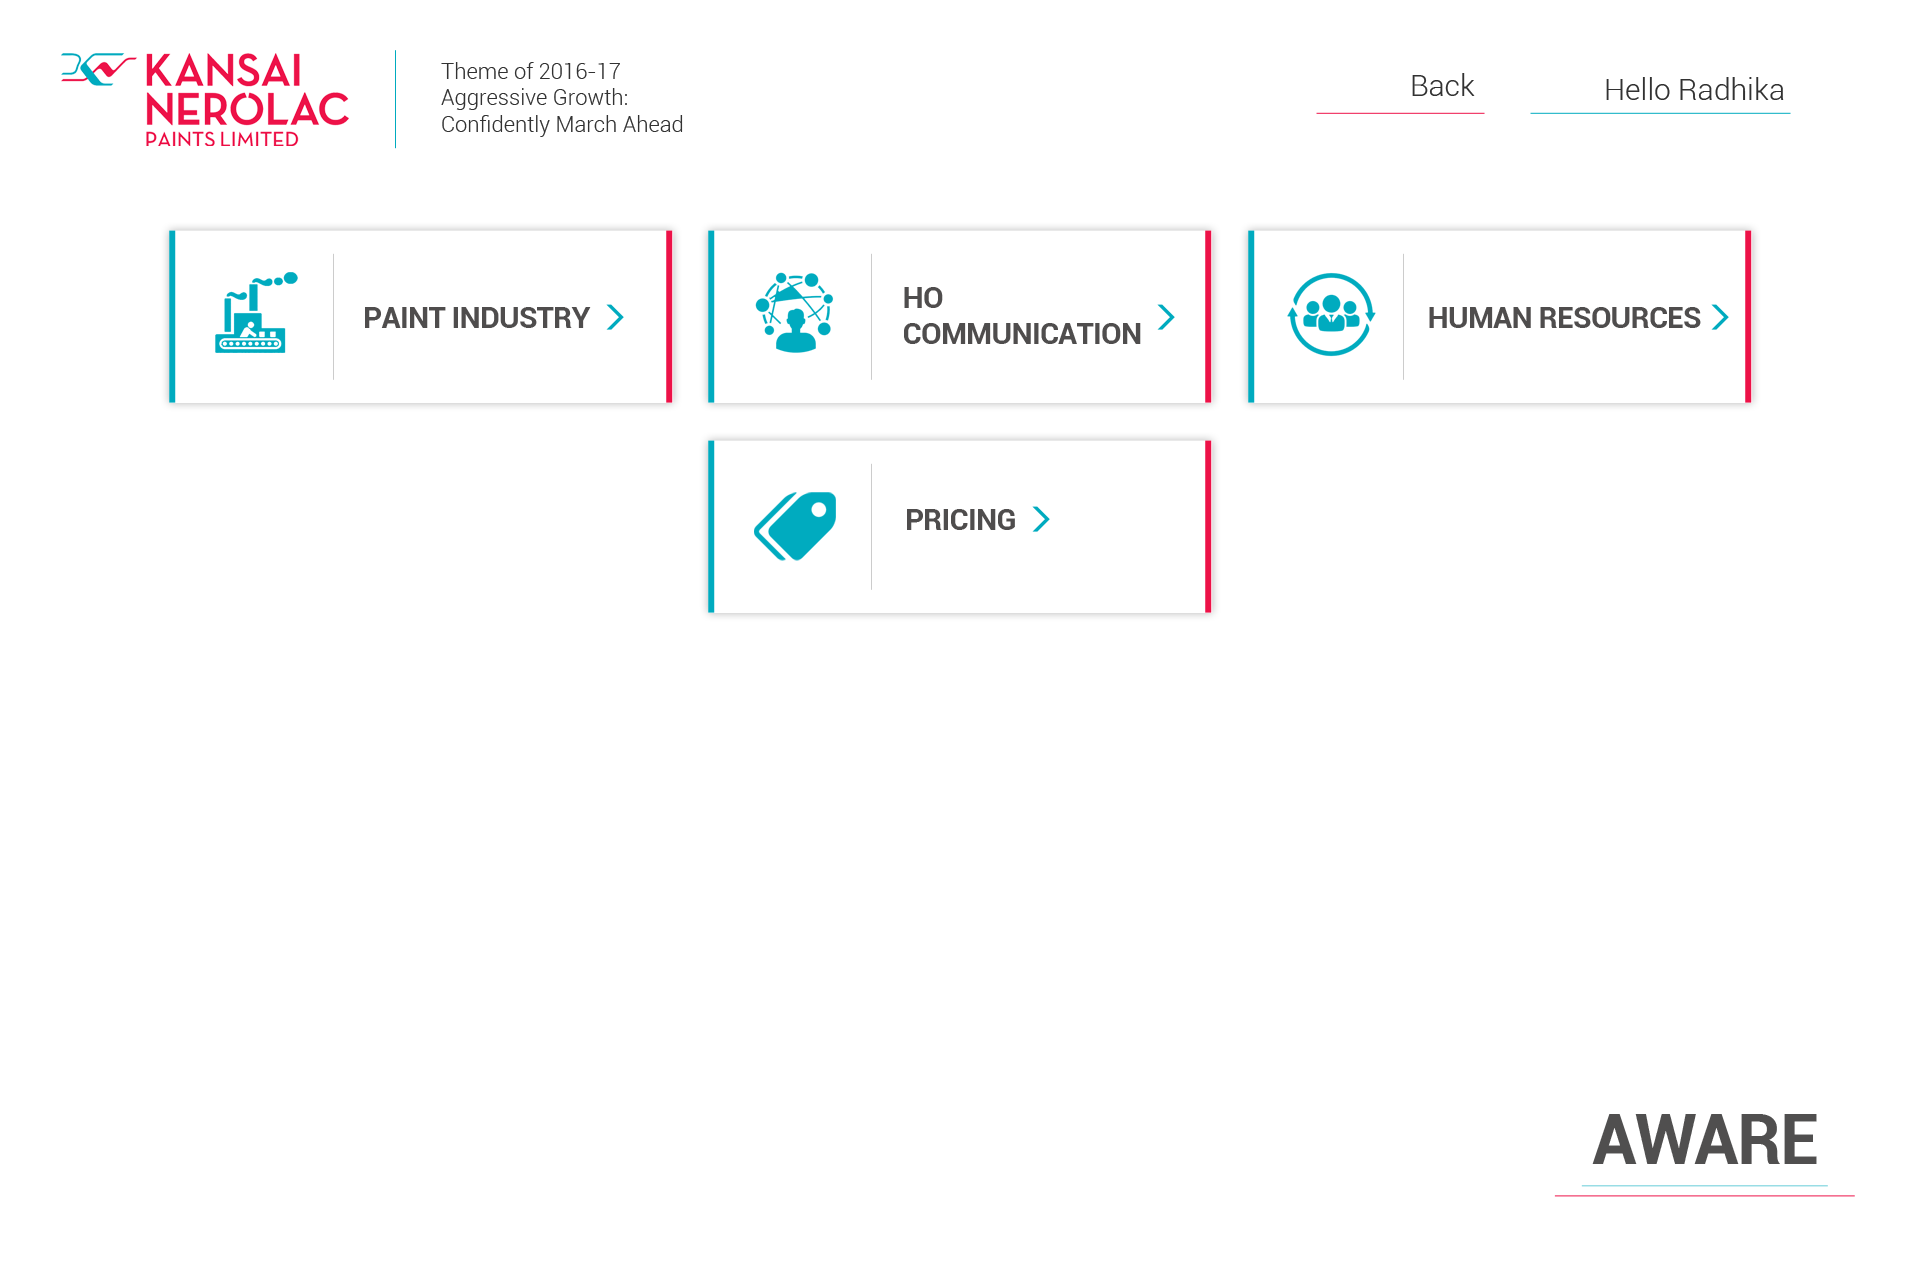 KANSAI
NEROLAC
PAINTS LIMITED
Theme of 2016-17
Aggressive Growth:
Confidently March Ahead
Back
Hello Radhika
PAINT INDUSTRY
HO
COMMUNICATION
HUMAN RESOURCES
PRICING
AWARE